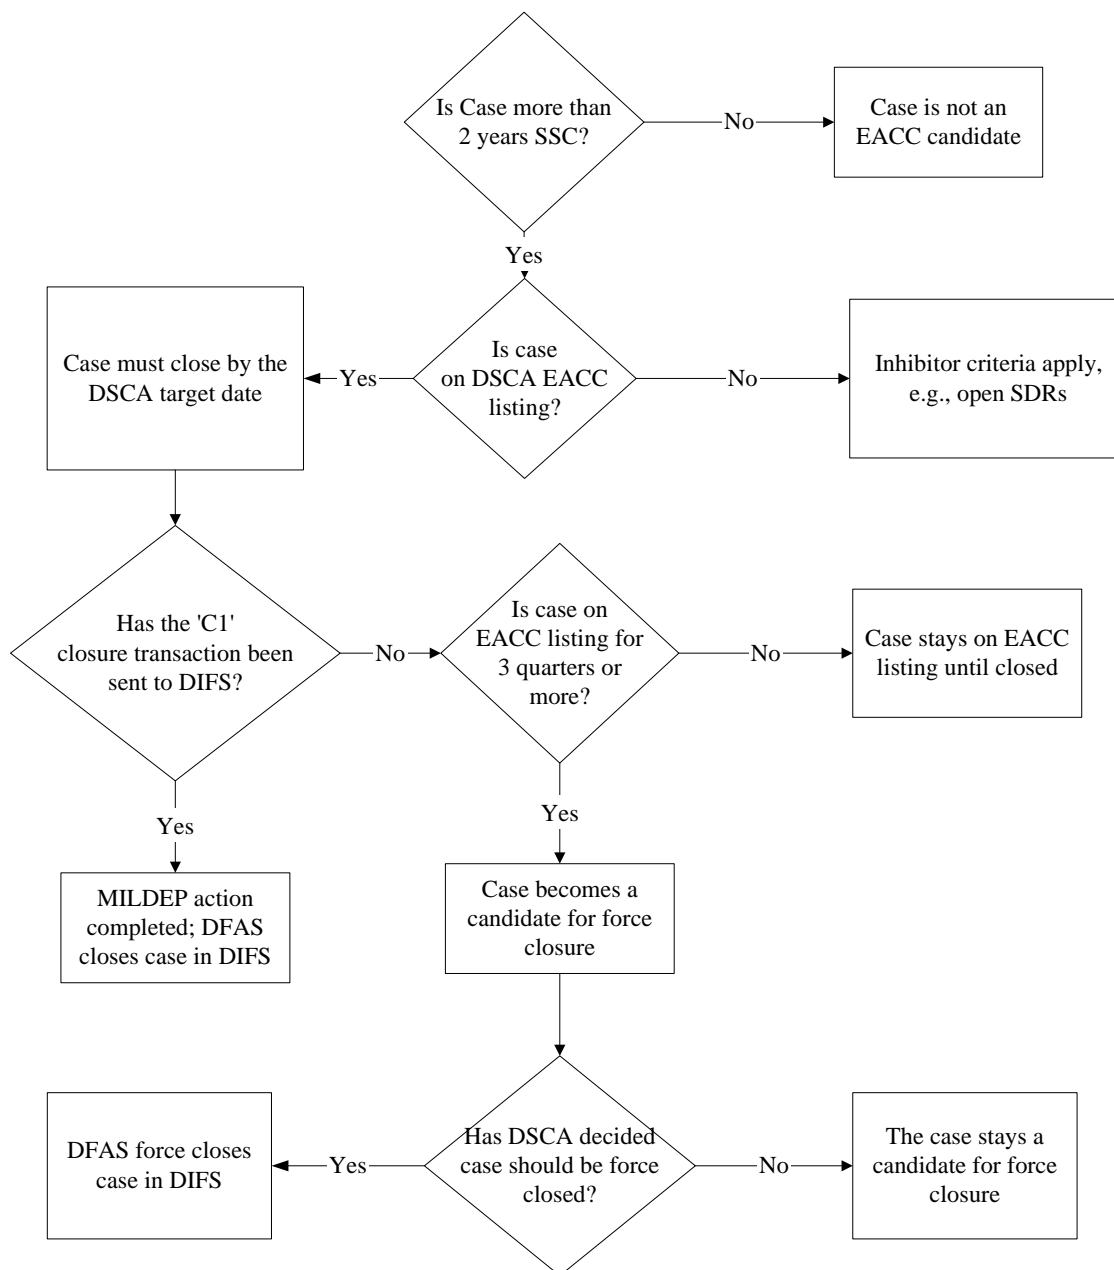 Is Case more than
2 years SSC?
No
Case is not an
EACC candidate
Yes
Case must close by the
DSCA target date
Yes
Is case
on DSCA EACC
listing?
No
Inhibitor criteria apply,
e.g., open SDRs
Has the 'C1'
closure transaction been
sent to DIFS?
No
Is case on
EACC listing for
3 quarters or
more?
No
Case stays on EACC
listing until closed
Yes
Yes
MILDEP action
completed; DFAS
closes case in DIFS
Case becomes a
candidate for force
closure
DFAS force closes
case in DIFS
Yes
Has DSCA decided
case should be force
closed?
No
The case stays a
candidate for force
closure